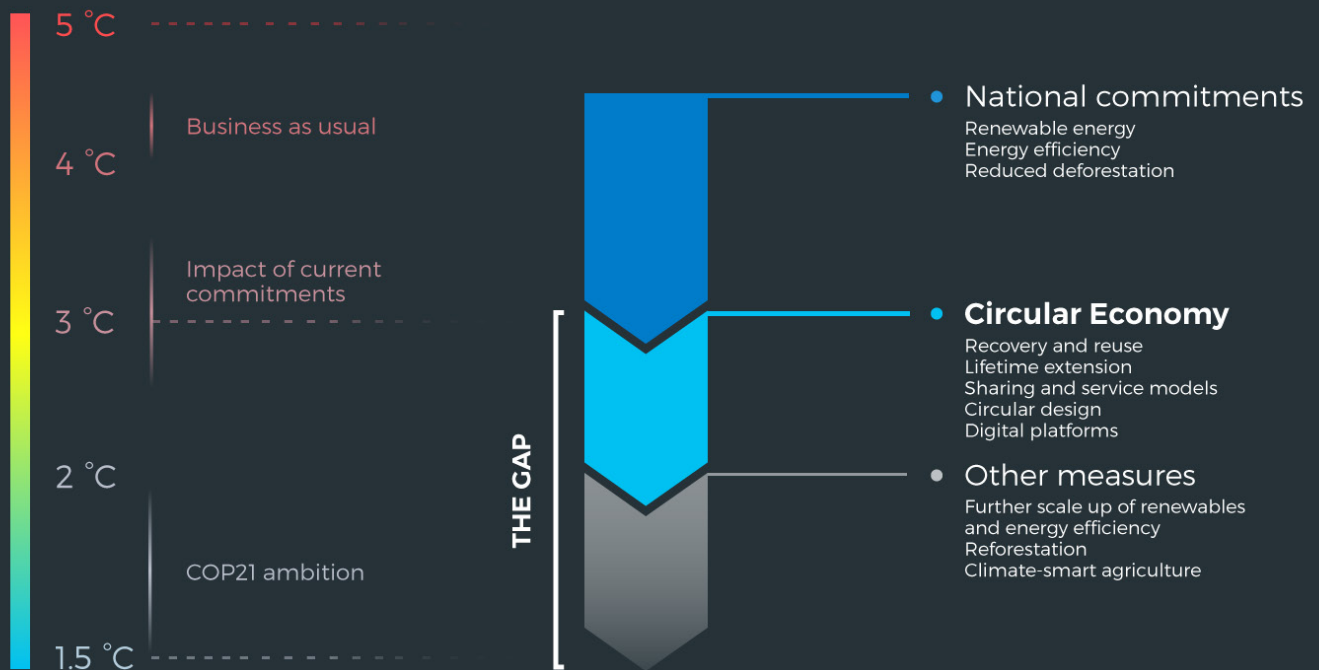 5 °C
Business as usual
4 °C
Impact of current
commitments
3 °C
2 °C
COP21 ambition
1.5 °C
THE GAP
National commitments
Renewable energy
Energy efficiency
Reduced deforestation
Circular Economy
Recovery and reuse
Lifetime extension
Sharing and service models
Circular design
Digital platforms
Other measures
Further scale up of renewables
and energy efficiency
Reforestation
Climate-smart agriculture